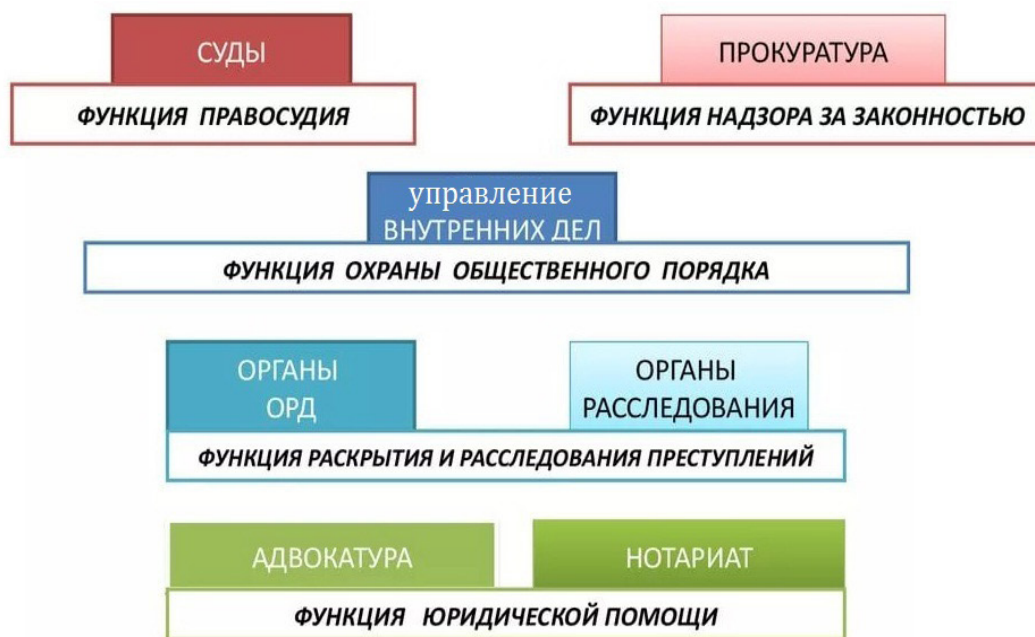 СУДЫ
ФУНКЦИЯ ПРАВОСУДИЯ
ПРОКУРАТУРА
ФУНКЦИЯ НАДЗОРА ЗА ЗАКОННОСТЬЮ
управление
ВНУТРЕННИХ ДЕЛ
ФУНКЦИЯ ОХРАНЫ ОБЩЕСТВЕННОГО ПОРЯДКА
ОРГАНЫ
ОРД
ОРГАНЫ
РАССЛЕДОВАНИЯ
ФУНКЦИЯ РАСКРЫТИЯ И РАССЛЕДОВАНИЯ ПРЕСТУПЛЕНИЙ
АДВОКАТУРА
НОТАРИАТ
ФУНКЦИЯ ЮРИДИЧЕСКОЙ ПОМОЩИ